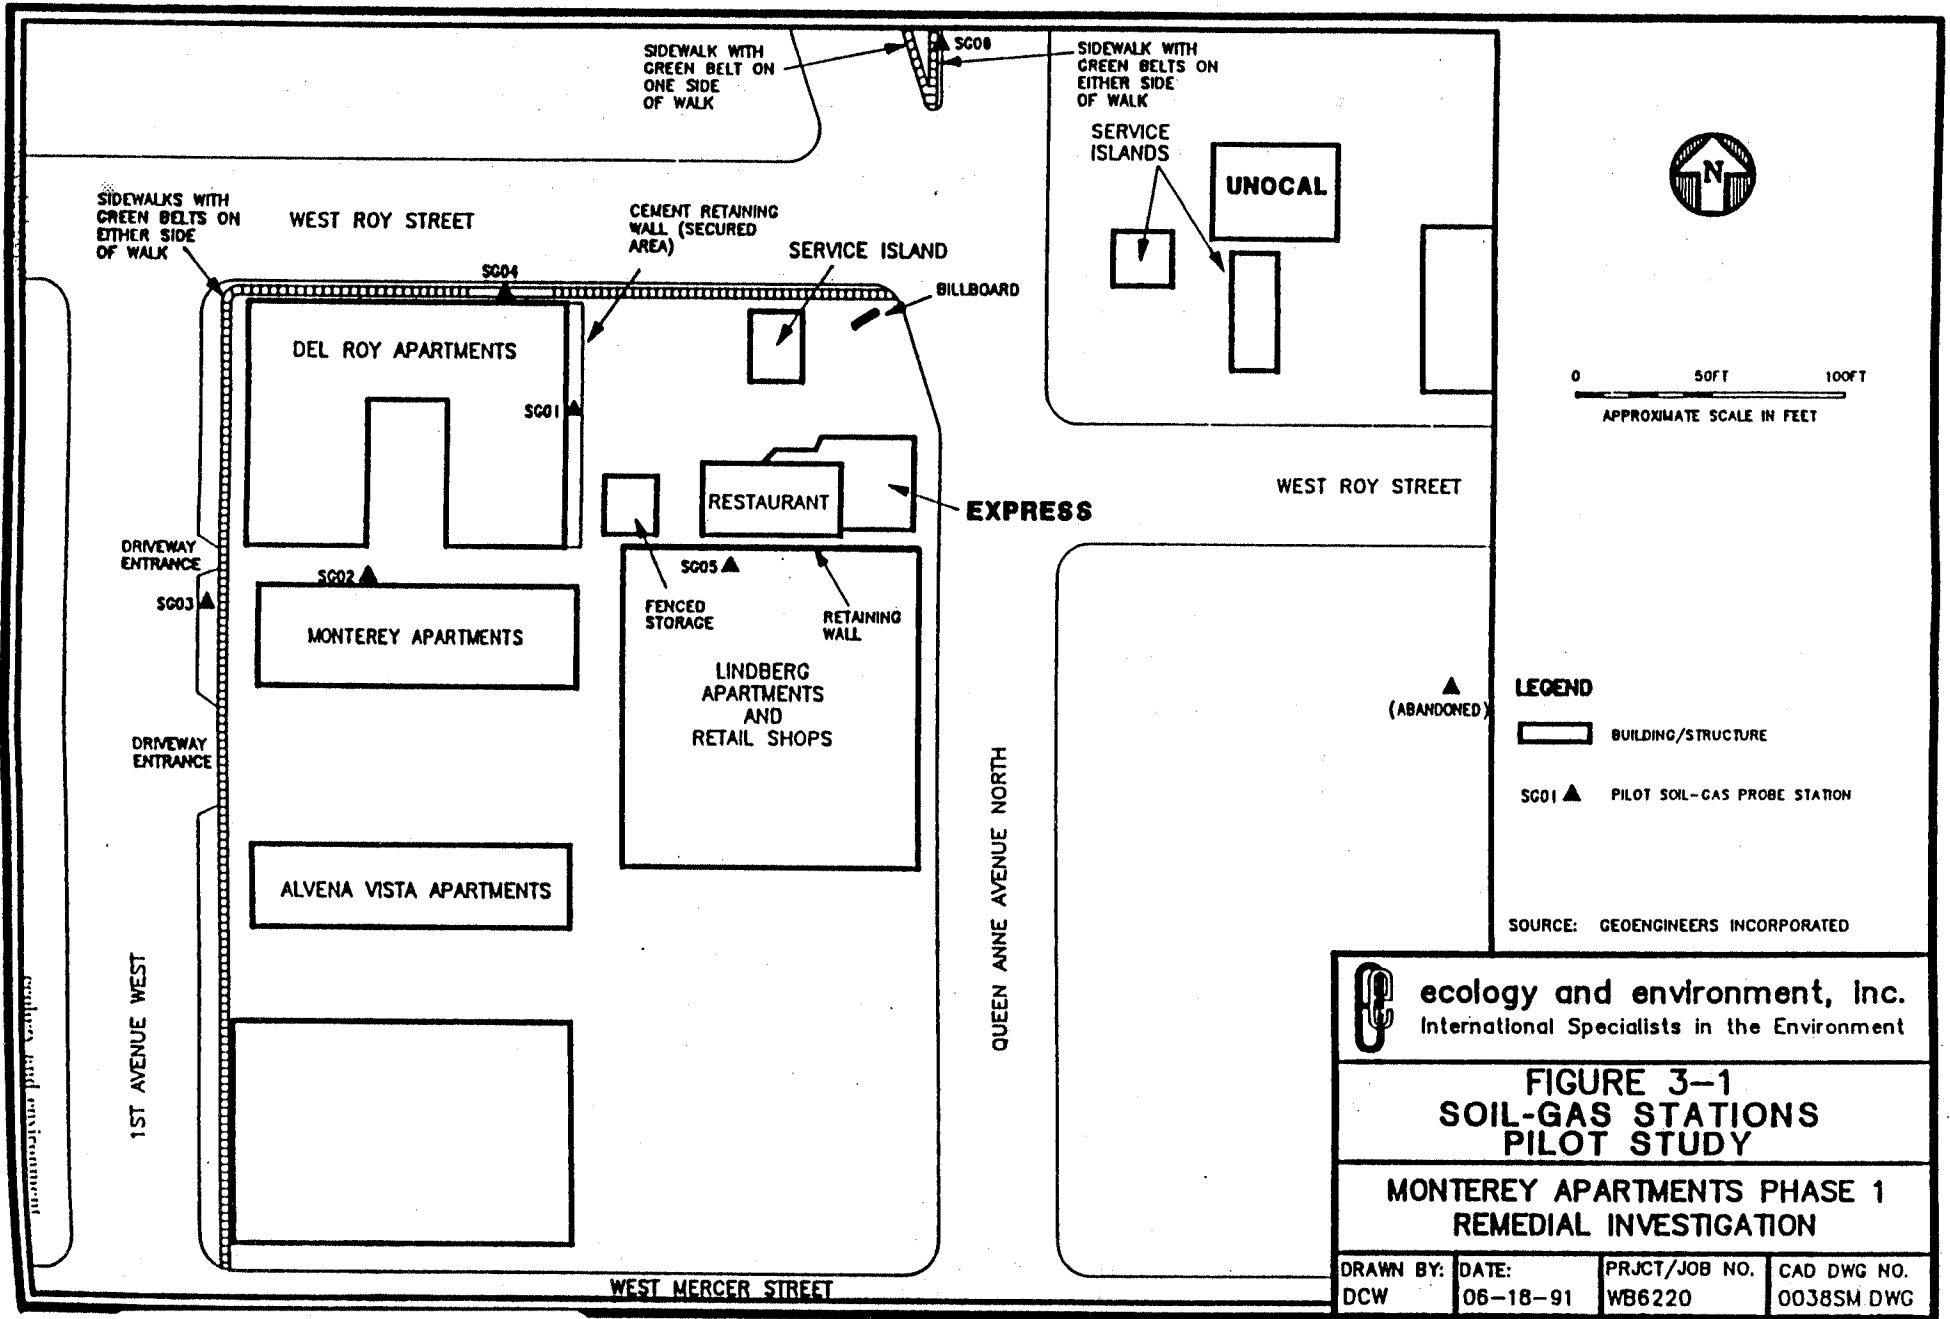 SIDEWALK WITH
GREEN BELT ON
ONE SIDE
OF WALK
SG06
SIDEWALK WITH
GREEN BELTS ON
EITHER SIDE
OF WALK
SERVICE
ISLANDS
UNOCAL
N
SIDEWALKS WITH
GREEN BELTS ON
EITHER SIDE
OF WALK
WEST ROY STREET
CEMENT RETAINING
WALL (SECURED
AREA)
SERVICE ISLAND
SG04
BILLBOARD
DEL ROY APARTMENTS
SG01
0 50FT 100FT
APPROXIMATE SCALE IN FEET
RESTAURANT
EXPRESS
WEST ROY STREET
DRIVEWAY
ENTRANCE
SG02
SG03
SG05
FENCED
STORAGE
RETAINING
WALL
MONTEREY APARTMENTS
LINDBERG
APARTMENTS
AND
RETAIL SHOPS
DRIVEWAY
ENTRANCE
(ABANDONED)
LEGEND
BUILDING/STRUCTURE
SG01 PILOT SOIL-GAS PROBE STATION
ALVENA VISTA APARTMENTS
QUEEN ANNE AVENUE NORTH
1ST AVENUE WEST
WEST MERCER STREET
SOURCE: GEOENGINEERS INCORPORATED
ecology and environment, inc.
International Specialists in the Environment
FIGURE 3-1
SOIL-GAS STATIONS
PILOT STUDY
MONTEREY APARTMENTS PHASE 1
REMEDIAL INVESTIGATION
DRAWN BY:
DCW
DATE:
06-18-91
PRJCT/JOB NO.
WB6220
CAD DWG NO.
0038SM.DWG